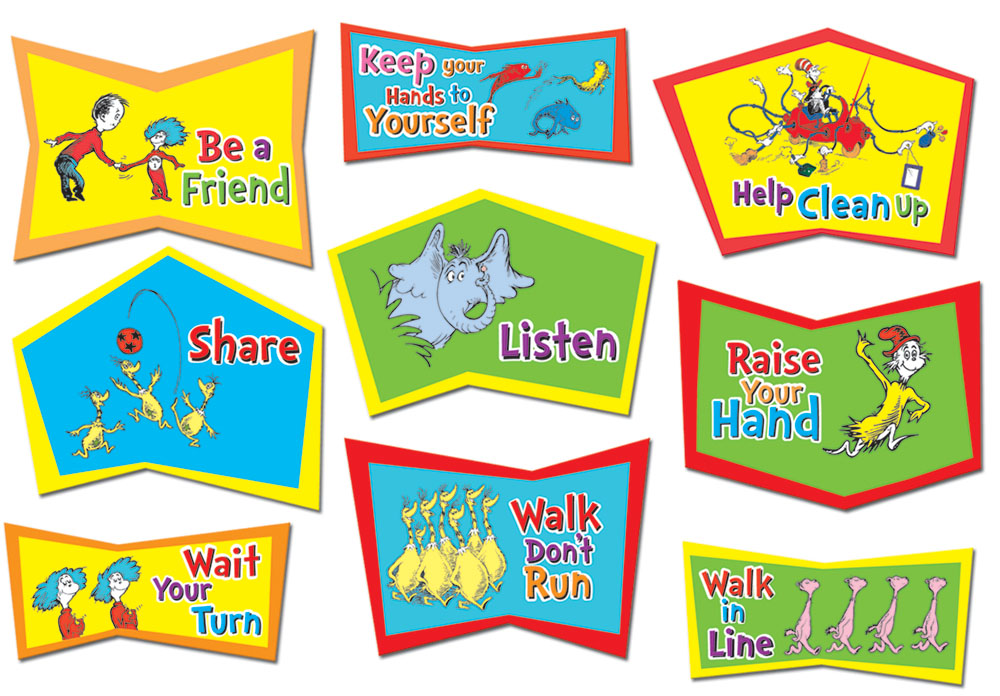 Be a
Friend
Keep your
Hands to
Yourself
Help Clean Up
Share
Listen
Raise
Your
Hand
Wait
Your
Turn
Walk
Don't
Run
Walk
in
Line